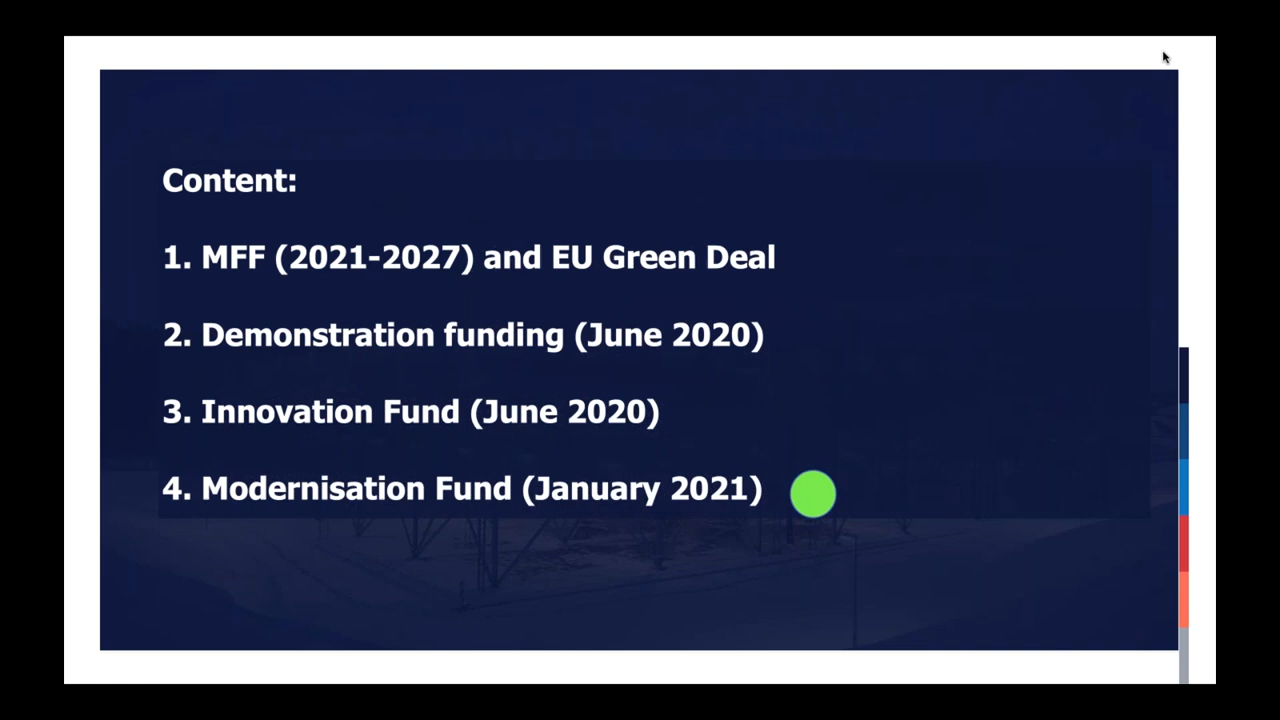 Content:
1. MFF (2021-2027) and EU Green Deal
2. Demonstration funding (June 2020)
3. Innovation Fund (June 2020)
4. Modernisation Fund (January 2021)